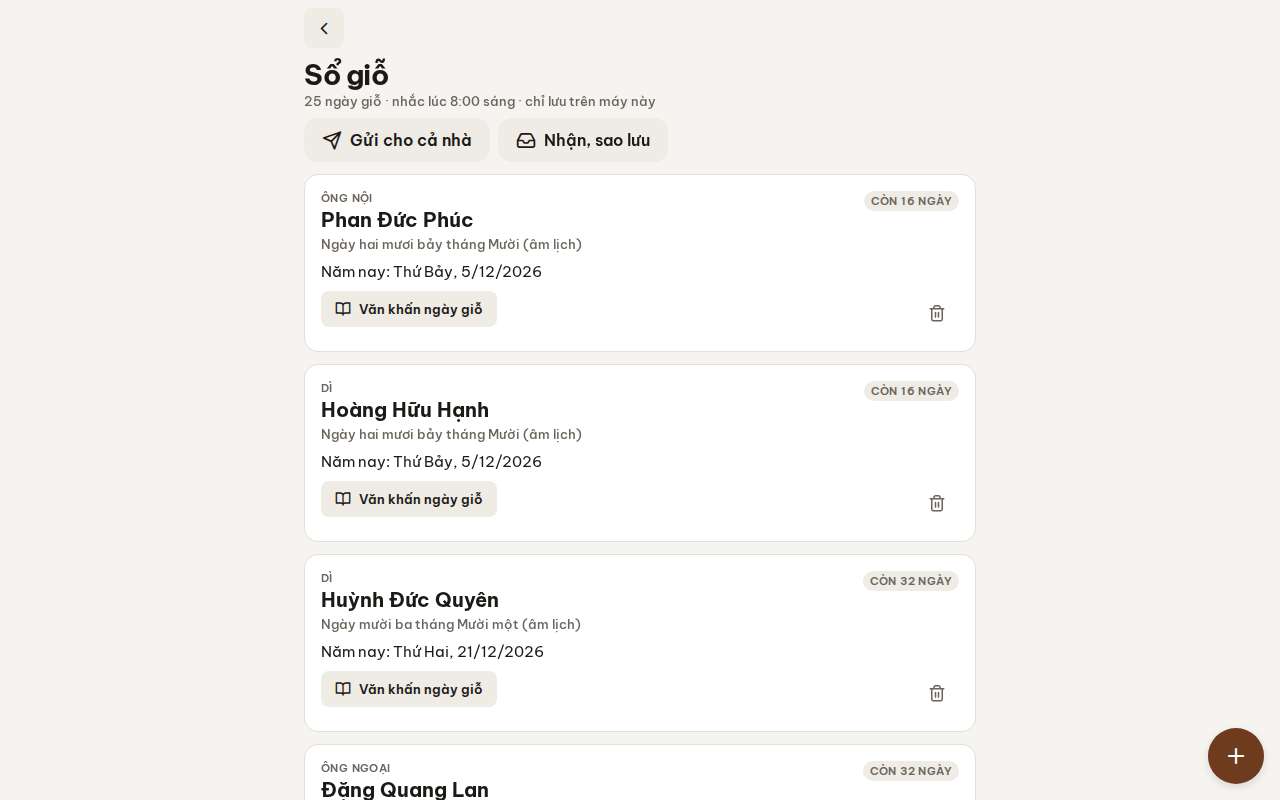 Sổ giỗ
25 ngày giỗ · nhắc lúc 8:00 sáng · chỉ lưu trên máy này
Gửi cho cả nhà
Nhận, sao lưu
ÔNG NỘI
CÒN 16 NGÀY
Phan Đức Phúc
Ngày hai mươi bảy tháng Mười (âm lịch)
Năm nay: Thứ Bảy, 5/12/2026
Văn khấn ngày giỗ
DÌ
CÒN 16 NGÀY
Hoàng Hữu Hạnh
Ngày hai mươi bảy tháng Mười (âm lịch)
Năm nay: Thứ Bảy, 5/12/2026
Văn khấn ngày giỗ
DÌ
CÒN 32 NGÀY
Huỳnh Đức Quyên
Ngày mười ba tháng Mười một (âm lịch)
Năm nay: Thứ Hai, 21/12/2026
Văn khấn ngày giỗ
ÔNG NGOẠI
CÒN 32 NGÀY
Đặng Quang Lan